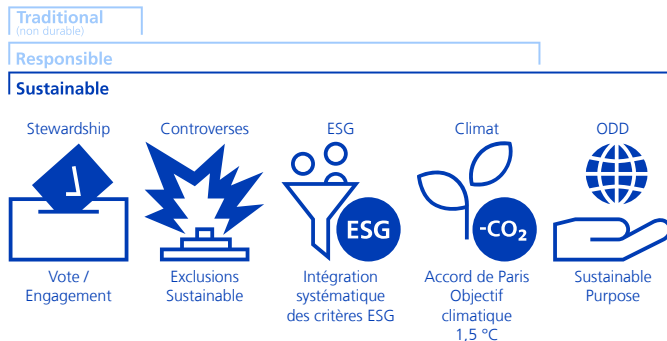 Traditional
(non durable)
Responsible
Sustainable
Stewardship
Controverses
ESG
Climat
ODD
ESG
-CO₂
Vote /
Engagement
Exclusions
Sustainable
Intégration
systématique
des critères ESG
Accord de Paris
Objectif
climatique
1,5 °C
Sustainable
Purpose